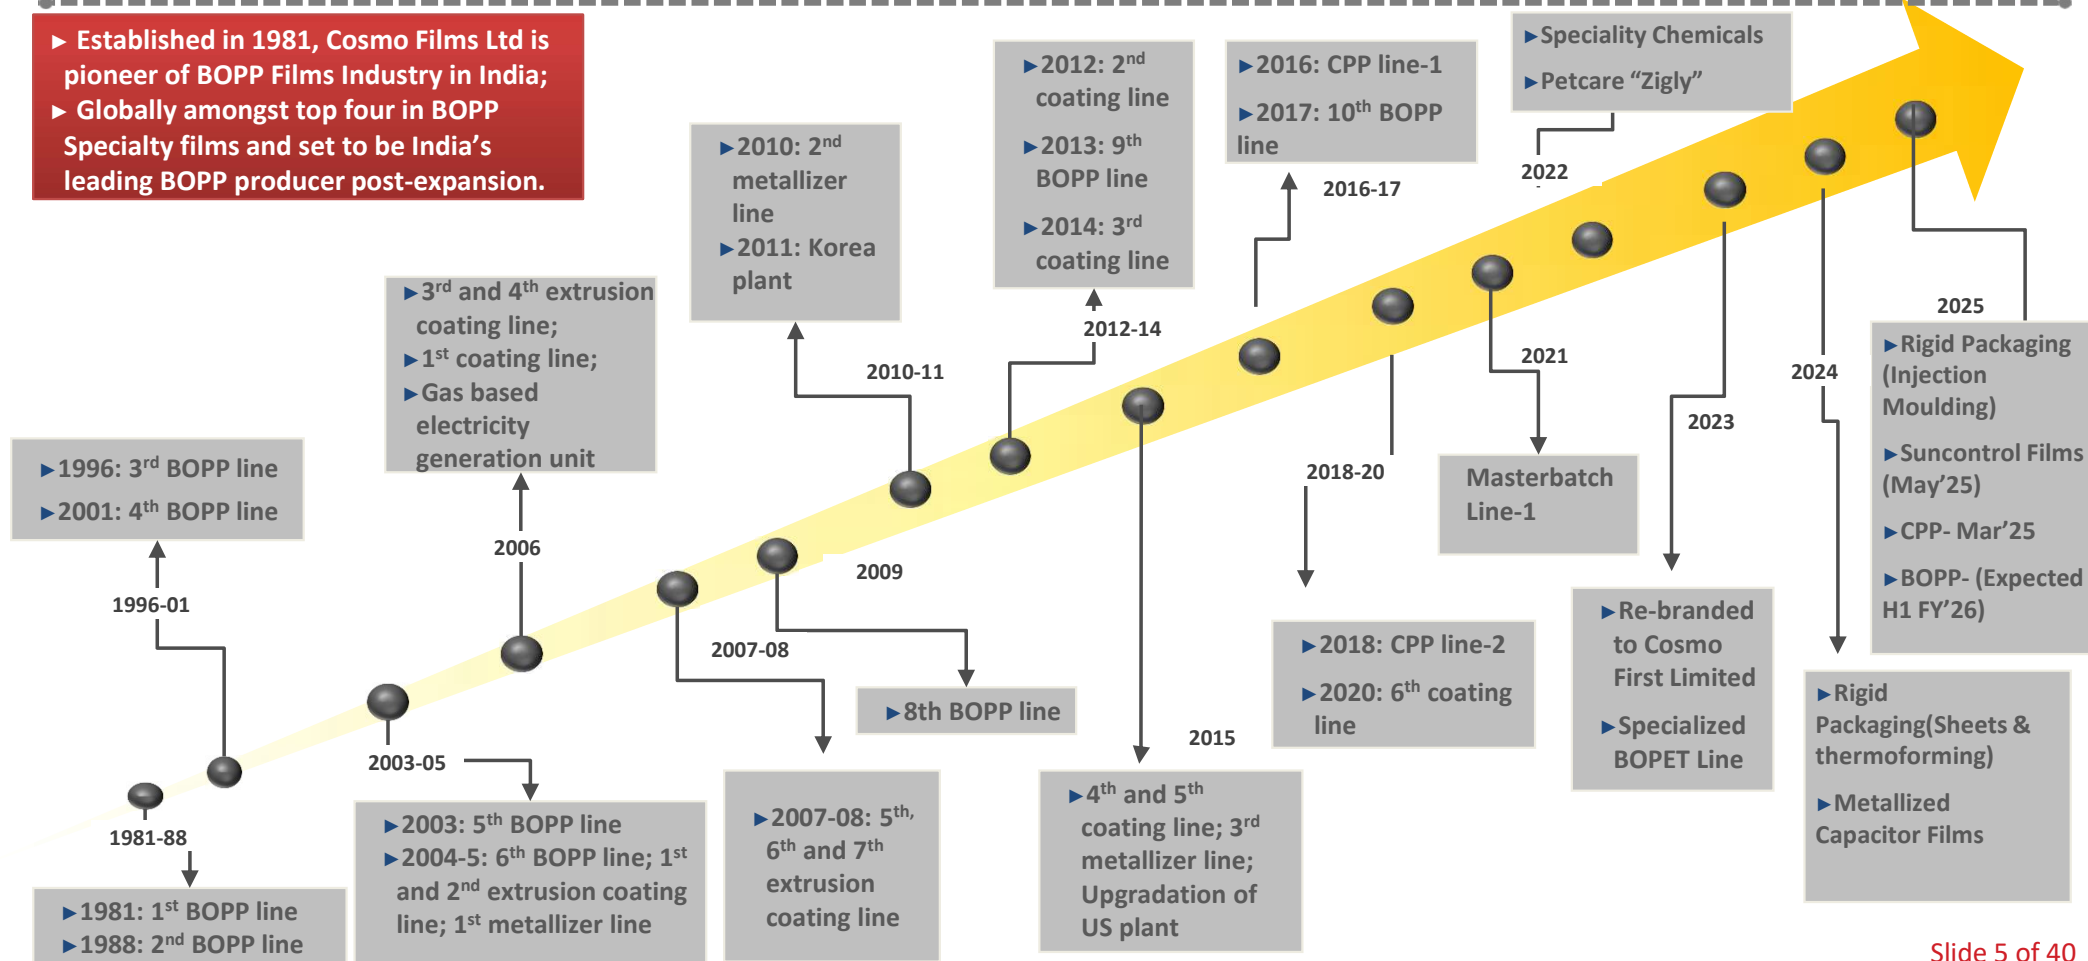 ► Established in 1981, Cosmo Films Ltd is
pioneer of BOPP Films Industry in India;
► Globally amongst top four in BOPP
Specialty films and set to be India's
leading BOPP producer post-expansion.
►1996: 3rd BOPP line
►2001: 4th BOPP line
1996-01
1981-88
►1981: 1st BOPP line
►1988: 2nd BOPP line
►3rd and 4th extrusion
coating line;
►1st coating line;
►Gas based
electricity
generation unit
2006
2003-05
►2003: 5th BOPP line
►2004-5: 6th BOPP line; 1st
and 2nd extrusion coating
line; 1st metallizer line
►2010: 2nd
metallizer
line
►2011: Korea
plant
2010-11
2009
2007-08
►8th BOPP line
►2007-08: 5th,
6th and 7th
extrusion
coating line
►2012: 2nd
coating line
►2013: 9th
BOPP line
►2014: 3rd
coating line
2012-14
2015
►4th and 5th
coating line; 3rd
metallizer line;
Upgradation of
US plant
►2016: CPP line-1
►2017: 10th BOPP
line
2016-17
2018-20
►2018: CPP line-2
►2020: 6th coating
line
►Speciality Chemicals
►Petcare “Zigly”
2022
2021
Masterbatch
Line-1
2023
►Re-branded
to Cosmo
First Limited
►Specialized
BOPET Line
2024
►Rigid
Packaging(Sheets &
thermoforming)
►Metallized
Capacitor Films
2025
►Rigid Packaging
(Injection
Moulding)
►Suncontrol Films
(May'25)
►CPP- Mar'25
►BOPP- (Expected
H1 FY'26)
Slide 5 of 40